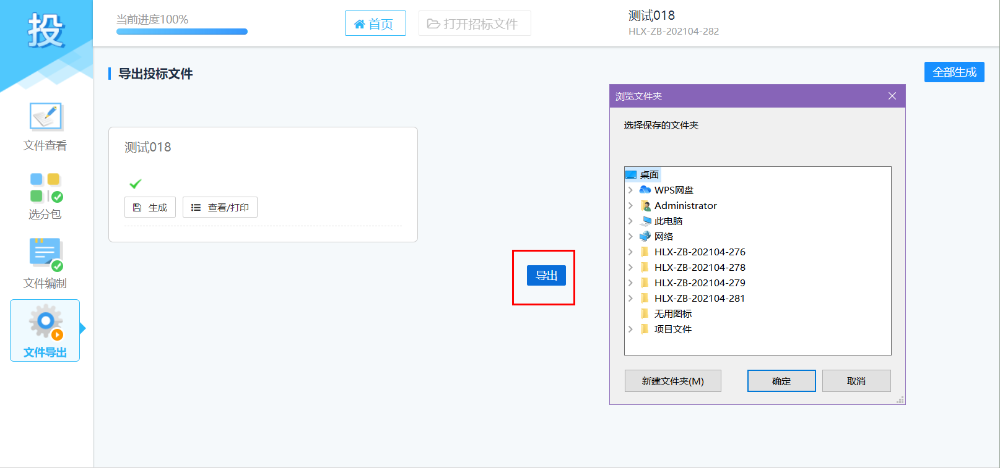 投
当前进度100%
首页
打开招标文件
测试018
HLX-ZB-202104-282
文件查看
选分包
文件编制
文件导出
导出投标文件
全部生成
测试018
生成
查看/打印
导出
浏览文件夹
选择保存的文件夹
桌面
WPS网盘
Administrator
此电脑
网络
HLX-ZB-202104-276
HLX-ZB-202104-278
HLX-ZB-202104-279
HLX-ZB-202104-281
无用图标
项目文件
新建文件夹(M)
确定
取消